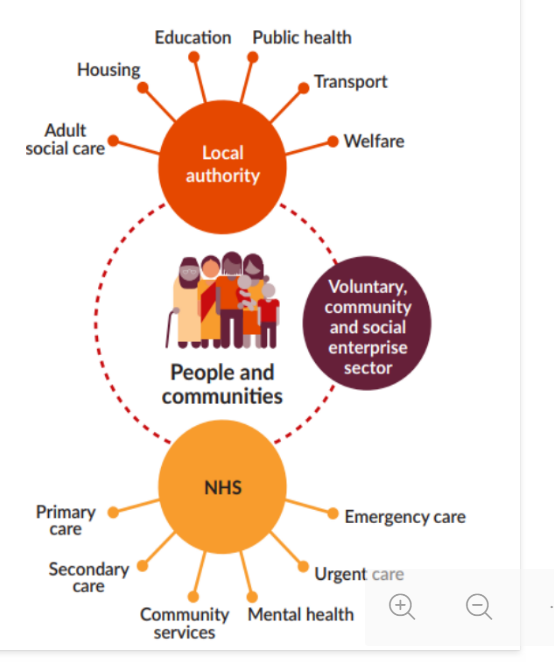 Education
Public health
Housing
Transport
Adult
social care
Welfare
Local
authority
Voluntary,
community
and social
enterprise
sector
People and
communities
NHS
Primary
care
Emergency care
Secondary
care
Urgent care
Community
services
Mental health